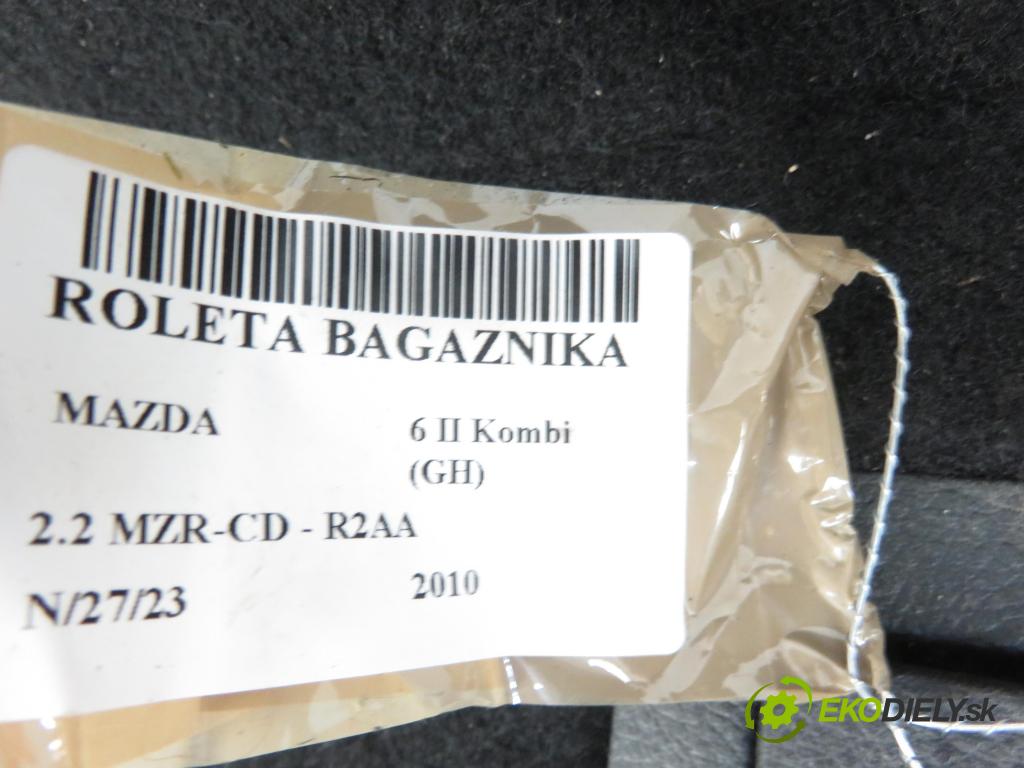 ROLETA BAGAZNIKA
MAZDA 6 II Kombi
(GH)
2.2 MZR-CD - R2AA
N/27/23 2010
EKODIELY.sk